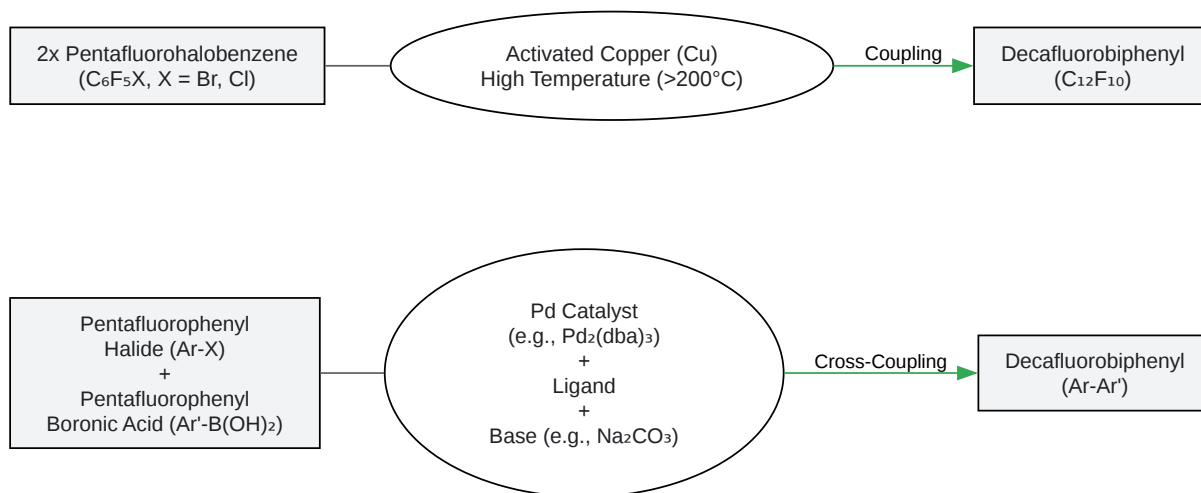 2x Pentafluorohalobenzene
(C₆F₅X, X = Br, Cl)
Activated Copper (Cu)
High Temperature (>200°C)
Coupling
Decafluorobiphenyl
(C₁₂F₁₀)
Pentafluorophenyl
Halide (Ar-X)
+
Pentafluorophenyl
Boronic Acid (Ar'-B(OH)₂)
Pd Catalyst
(e.g., Pd₂(dba)₃)
+
Ligand
+
Base (e.g., Na₂CO₃)
Cross-Coupling
Decafluorobiphenyl
(Ar-Ar')